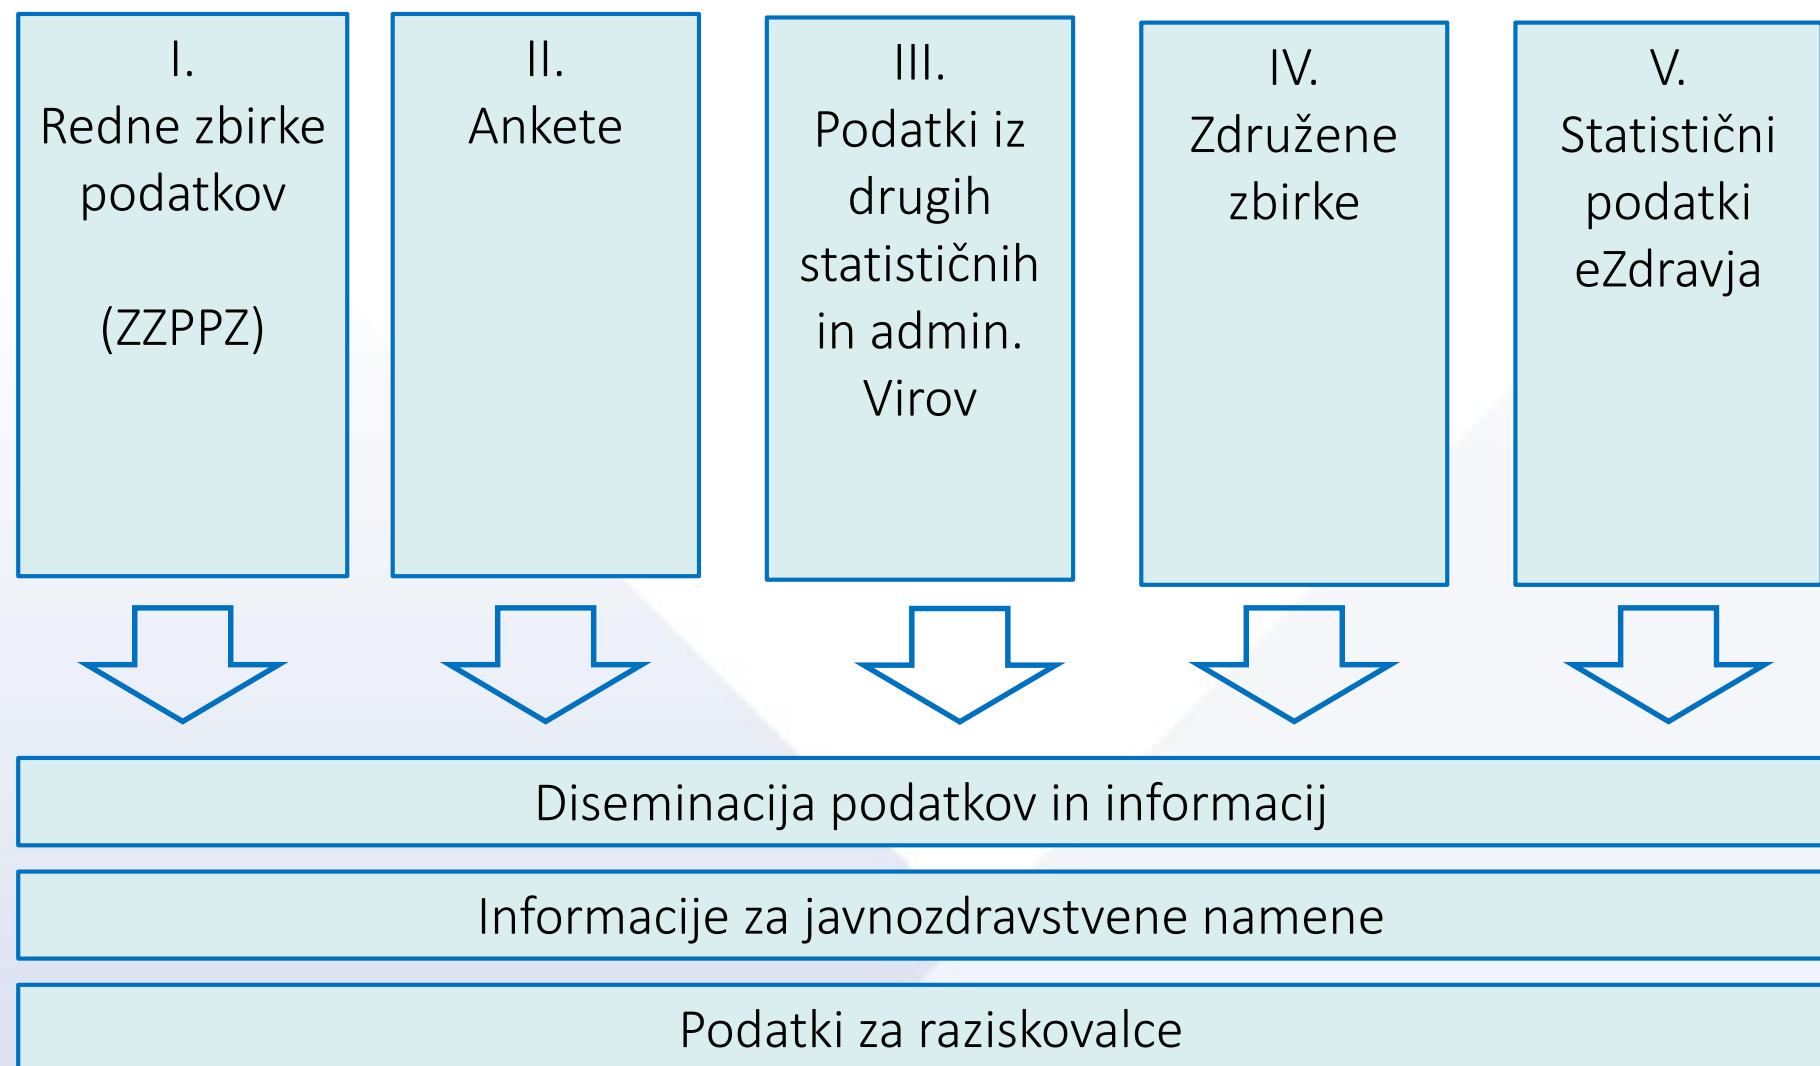 I.
Redne zbirke
podatkov
(ZZPPZ)
II.
Ankete
III.
Podatki iz
drugih
statističnih
in admin.
Virov
IV.
Združene
zbirke
V.
Statistični
podatki
eZdravja
Diseminacija podatkov in informacij
Informacije za javnozdravstvene namene
Podatki za raziskovalce